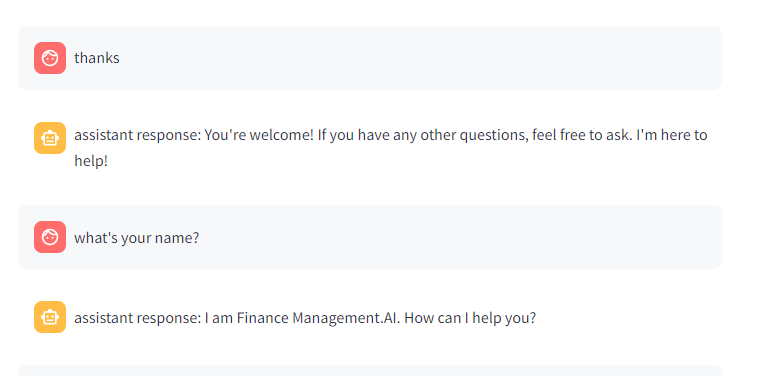 thanks
assistant response: You're welcome! If you have any other questions, feel free to ask. I'm here to
help!
what's your name?
assistant response: I am Finance Management.AI. How can I help you?